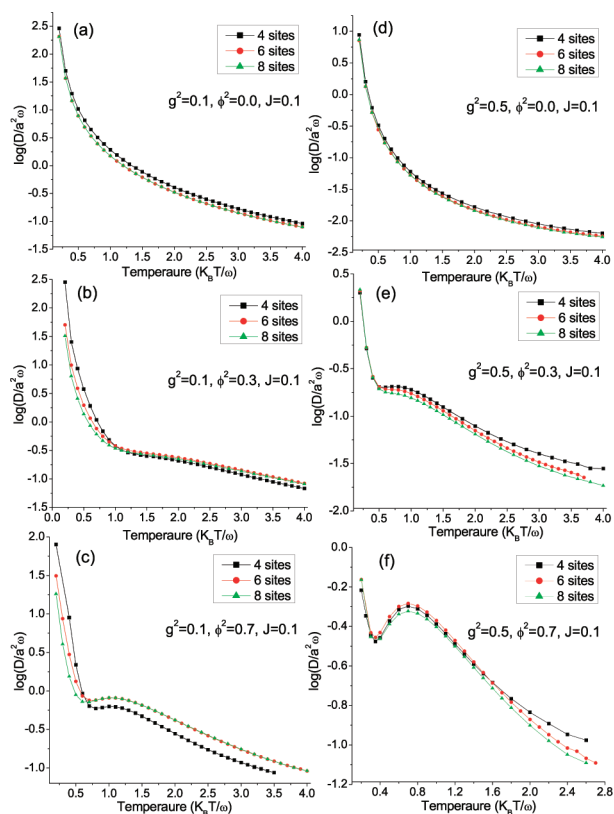 (a)
4 sites
6 sites
8 sites
g²=0.1, ϕ²=0.0, J=0.1
log(D/a²ω)
2.5
2.0
1.5
1.0
0.5
0.0
-0.5
-1.0
-1.5
0.5 1.0 1.5 2.0 2.5 3.0 3.5 4.0
Temperaure (K_BT/ω)
(d)
4 sites
6 sites
8 sites
g²=0.5, ϕ²=0.0, J=0.1
log(D/a²ω)
1.0
0.5
0.0
-0.5
-1.0
-1.5
-2.0
-2.5
0.5 1.0 1.5 2.0 2.5 3.0 3.5 4.0
Temperaure (K_BT/ω)
(b)
4 sites
6 sites
8 sites
g²=0.1, ϕ²=0.3, J=0.1
log(D/a²ω)
2.5
2.0
1.5
1.0
0.5
0.0
-0.5
-1.0
-1.5
0.0 0.5 1.0 1.5 2.0 2.5 3.0 3.5 4.0
Temperaure (K_BT/ω)
(e)
4 sites
6 sites
8 sites
g²=0.5, ϕ²=0.3, J=0.1
log(D/a²ω)
0.5
0.0
-0.5
-1.0
-1.5
-2.0
0.5 1.0 1.5 2.0 2.5 3.0 3.5 4.0
Temperaure (K_BT/ω)
(c)
4 sites
6 sites
8 sites
g²=0.1, ϕ²=0.7, J=0.1
log(D/a²ω)
2.0
1.5
1.0
0.5
0.0
-0.5
-1.0
0.5 1.0 1.5 2.0 2.5 3.0 3.5 4.0
Temperaure (K_BT/ω)
(f)
4 sites
6 sites
8 sites
g²=0.5, ϕ²=0.7, J=0.1
log(D/a²ω)
0.0
-0.2
-0.4
-0.6
-0.8
-1.0
-1.2
0.4 0.8 1.2 1.6 2.0 2.4 2.8
Temperaure (K_BT/ω)